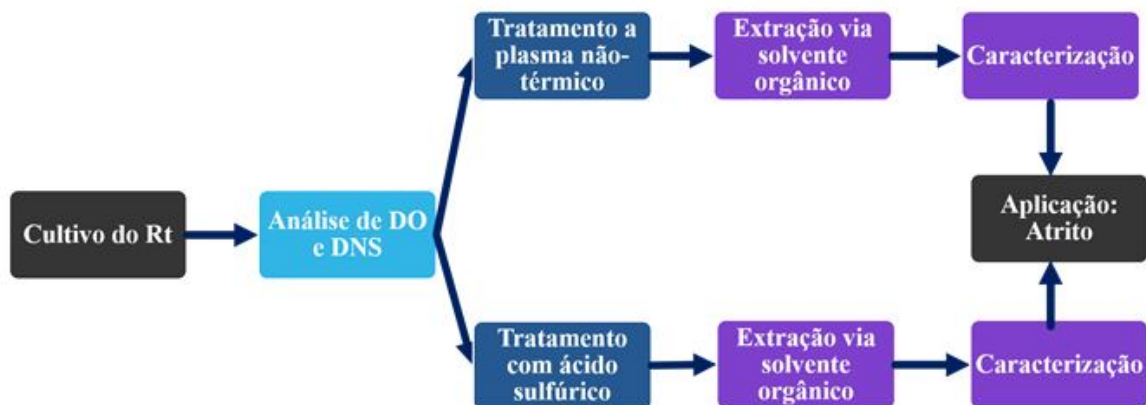 Cultivo do Rt
Análise de DO
e DNS
Tratamento a
plasma não-
térmico
Extração via
solvente
orgânico
Caracterização
Tratamento
com ácido
sulfúrico
Extração via
solvente
orgânico
Caracterização
Aplicação:
Atrito